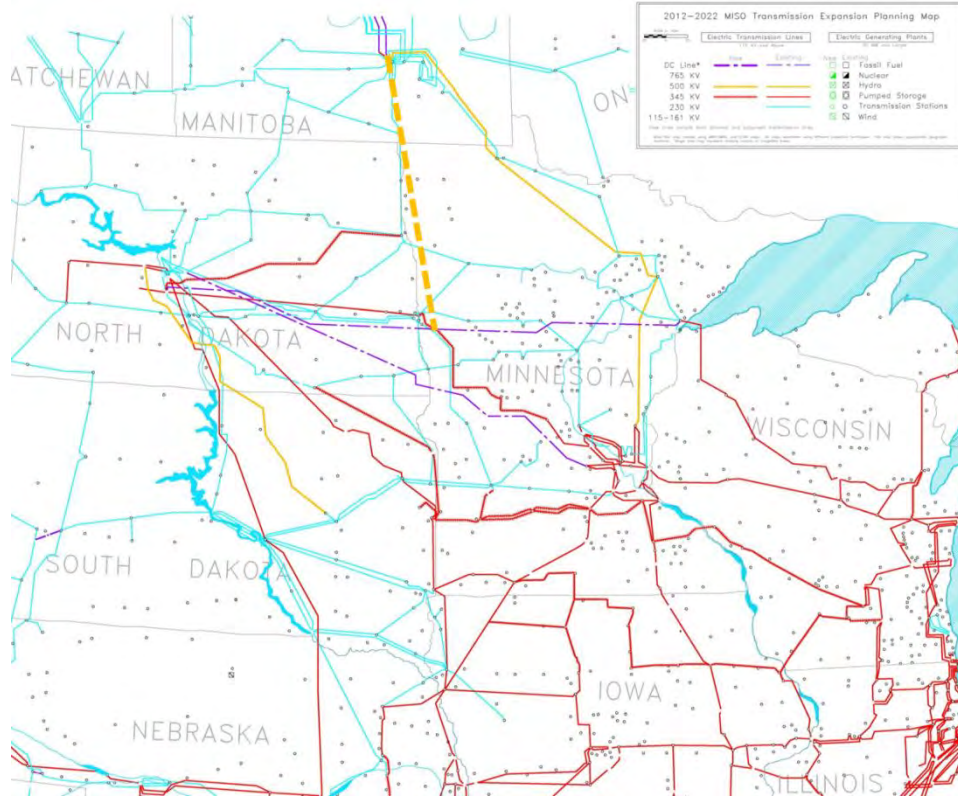 2012-2022 MISO Transmission Expansion Planning Map
Electric Transmission Lines
Electric Generating Plants
New Existing
New Existing
DC Line*
765 KV
500 KV
345 KV
230 KV
115-161 KV
Fossil Fuel
Nuclear
Hydro
Pumped Storage
Transmission Stations
Wind
ATCHEWAN
MANITOBA
ON
NORTH DAKOTA
MINNESOTA
WISCONSIN
SOUTH DAKOTA
IOWA
NEBRASKA
ILLINOIS